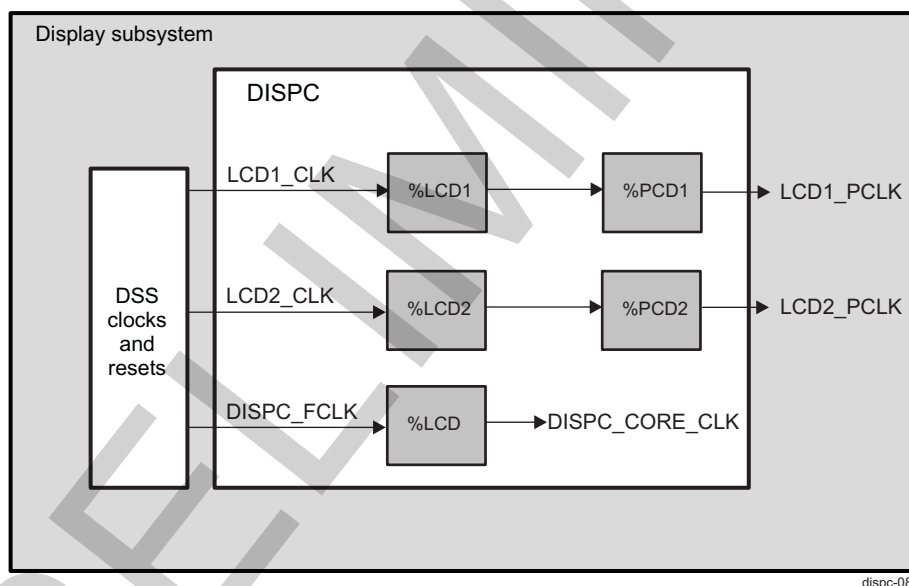 Display subsystem
DISPC
LCD1_CLK
%LCD1
%PCD1
LCD1_PCLK
DSS
clocks
and
resets
LCD2_CLK
%LCD2
%PCD2
LCD2_PCLK
DISPC_FCLK
%LCD
DISPC_CORE_CLK